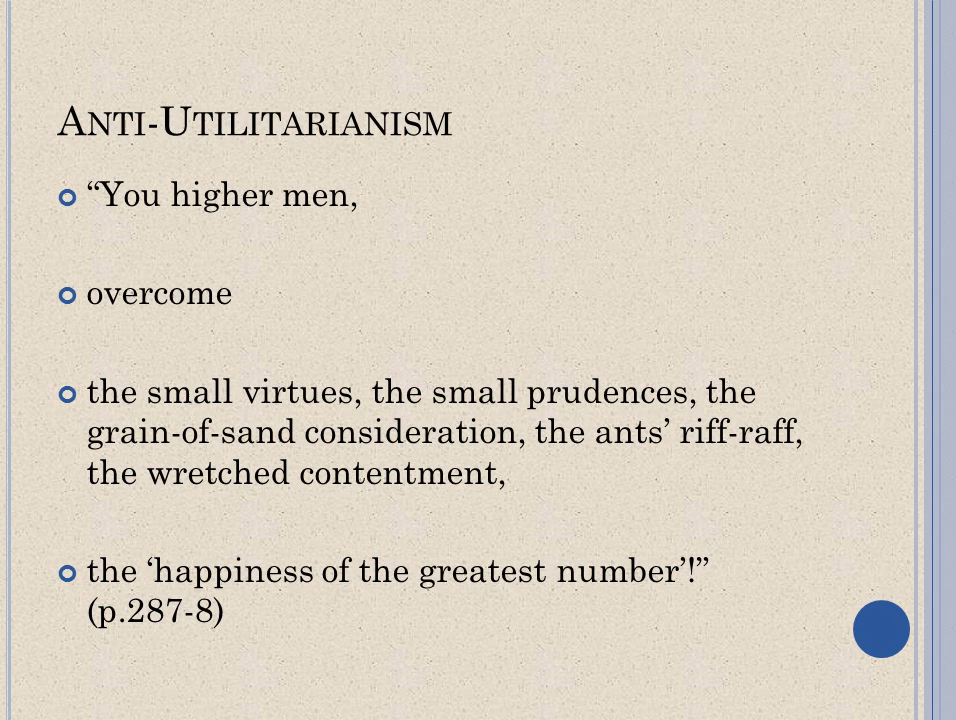 ANTI-UTILITARIANISM
“You higher men,
overcome
the small virtues, the small prudences, the
grain-of-sand consideration, the ants’ riff-raff,
the wretched contentment,
the ‘happiness of the greatest number’!”
(p.287-8)